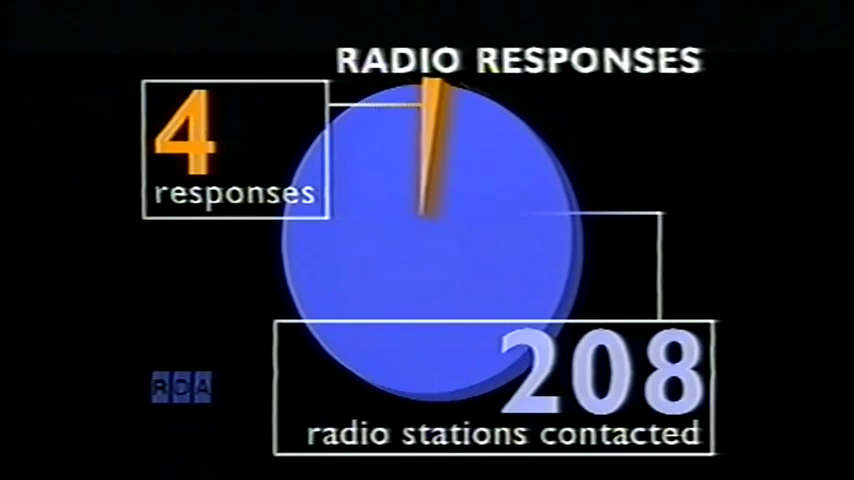 RADIO RESPONSES
4
responses
208
radio stations contacted
RDA